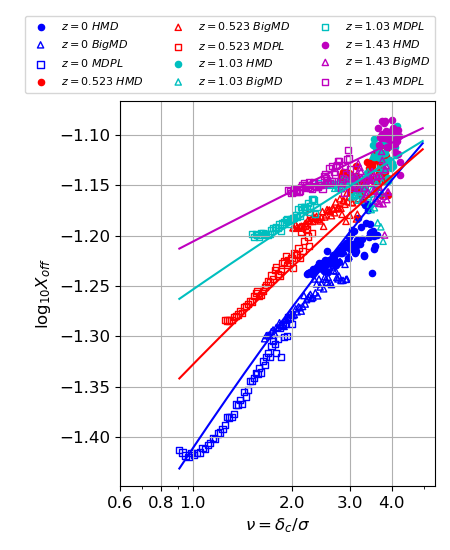 z = 0 HMD
z = 0 BigMD
z = 0 MDPL
z = 0.523 HMD
z = 0.523 BigMD
z = 0.523 MDPL
z = 1.03 HMD
z = 1.03 BigMD
z = 1.03 MDPL
z = 1.43 HMD
z = 1.43 BigMD
z = 1.43 MDPL
log₁₀X_off
−1.10
−1.15
−1.20
−1.25
−1.30
−1.35
−1.40
0.6 0.8 1.0 2.0 3.0 4.0
ν = δ_c/σ